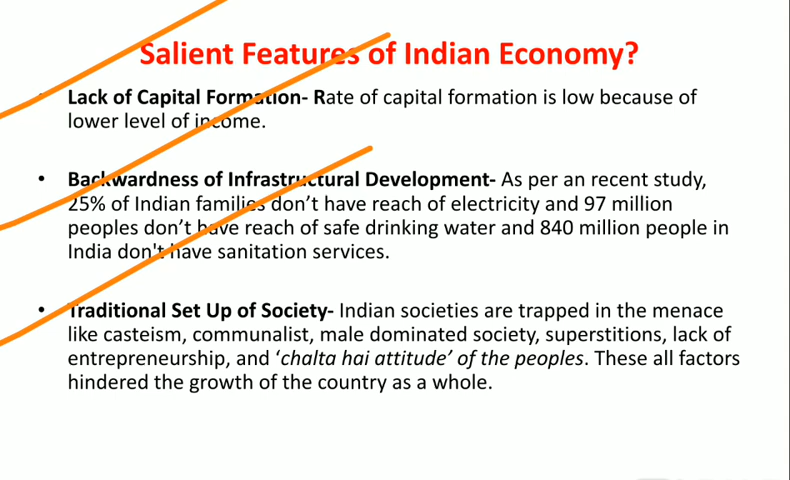 Salient Features of Indian Economy?
• Lack of Capital Formation- Rate of capital formation is low because of
lower level of income.
• Backwardness of Infrastructural Development- As per an recent study,
25% of Indian families don't have reach of electricity and 97 million
peoples don't have reach of safe drinking water and 840 million people in
India don't have sanitation services.
• Traditional Set Up of Society- Indian societies are trapped in the menace
like casteism, communalist, male dominated society, superstitions, lack of
entrepreneurship, and ‘chalta hai attitude’ of the peoples. These all factors
hindered the growth of the country as a whole.